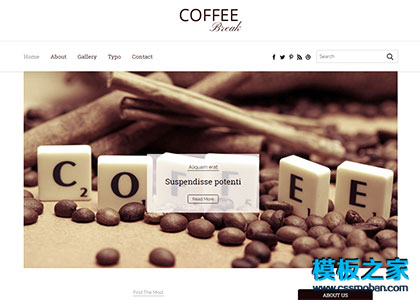 COFFEE
Break
Home About Gallery Typo Contact
Search
C O F F E E
Aliquam erat
Suspendisse potenti
Read More
Find The Mout
ABOUT US
模板之家
www.cssmoban.com